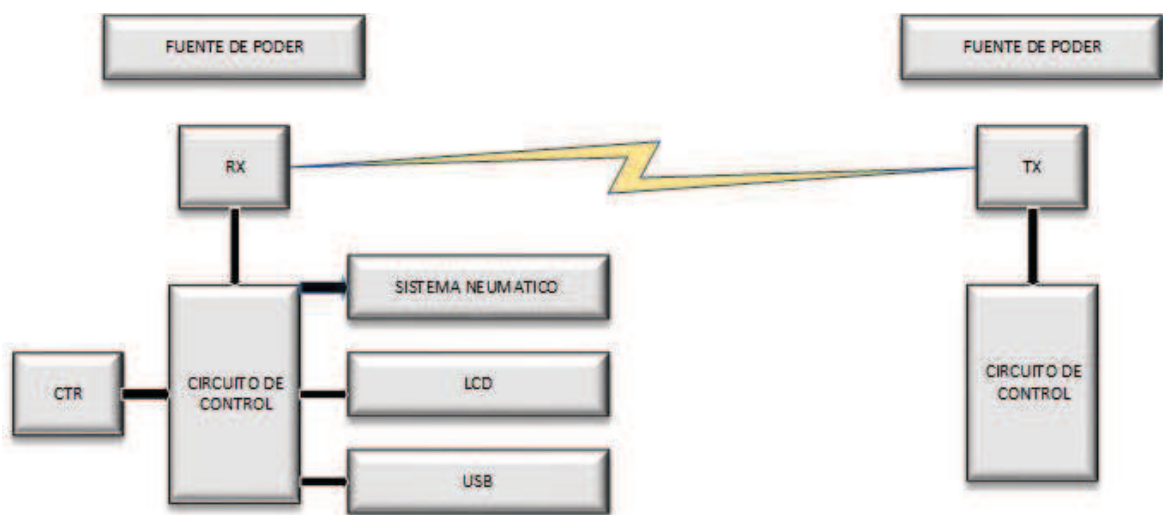 FUENTE DE PODER
FUENTE DE PODER
RX
TX
SISTEMA NEUMATICO
CTR
CIRCUITO DE
CONTROL
LCD
CIRCUITO DE
CONTROL
USB